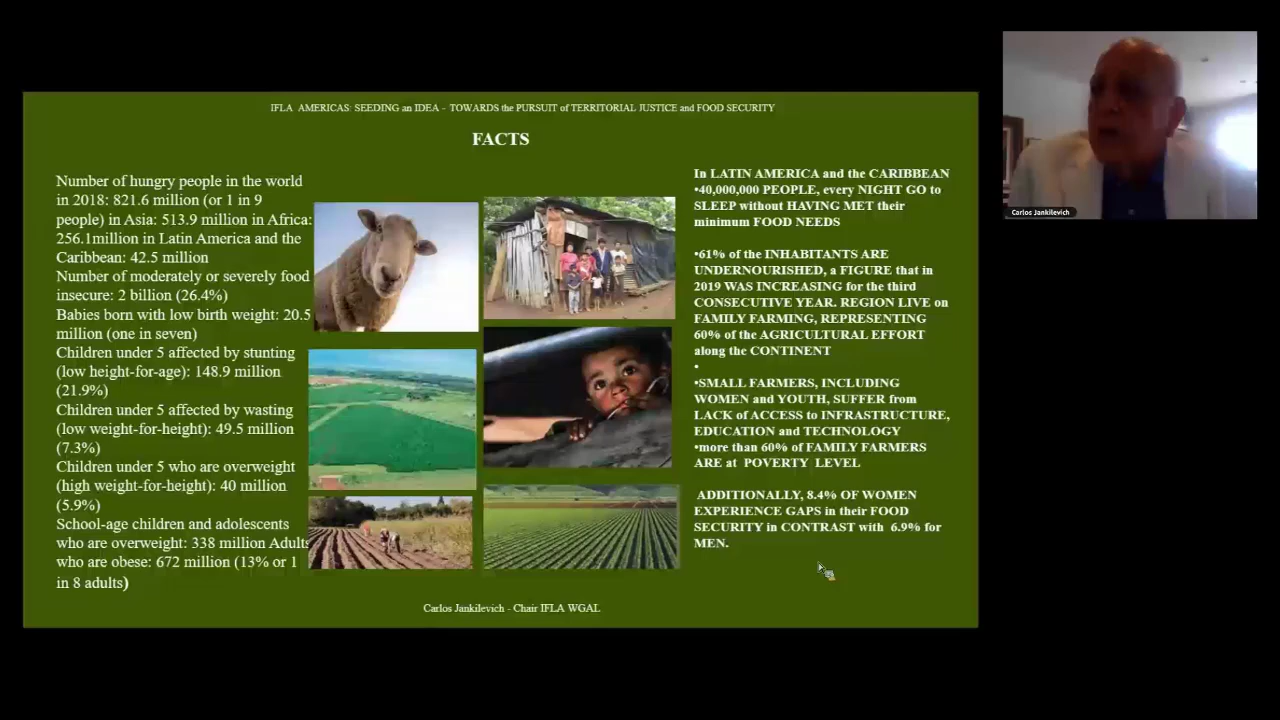 IFLA AMERICAS: SEEDING an IDEA - TOWARDS the PURSUIT of TERRITORIAL JUSTICE and FOOD SECURITY
FACTS
Number of hungry people in the world
in 2018: 821.6 million (or 1 in 9
people) in Asia: 513.9 million in Africa:
256.1million in Latin America and the
Caribbean: 42.5 million
Number of moderately or severely food
insecure: 2 billion (26.4%)
Babies born with low birth weight: 20.5
million (one in seven)
Children under 5 affected by stunting
(low height-for-age): 148.9 million
(21.9%)
Children under 5 affected by wasting
(low weight-for-height): 49.5 million
(7.3%)
Children under 5 who are overweight
(high weight-for-height): 40 million
(5.9%)
School-age children and adolescents
who are overweight: 338 million Adults
who are obese: 672 million (13% or 1
in 8 adults)
In LATIN AMERICA and the CARIBBEAN
•40,000,000 PEOPLE, every NIGHT GO to
SLEEP without HAVING MET their
minimum FOOD NEEDS
•61% of the INHABITANTS ARE
UNDERNOURISHED, a FIGURE that in
2019 WAS INCREASING for the third
CONSECUTIVE YEAR. REGION LIVE on
FAMILY FARMING, REPRESENTING
60% of the AGRICULTURAL EFFORT
along the CONTINENT
•
•SMALL FARMERS, INCLUDING
WOMEN and YOUTH, SUFFER from
LACK of ACCESS to INFRASTRUCTURE,
EDUCATION and TECHNOLOGY
•more than 60% of FAMILY FARMERS
ARE at POVERTY LEVEL
ADDITIONALLY, 8.4% OF WOMEN
EXPERIENCE GAPS in their FOOD
SECURITY in CONTRAST with 6.9% for
MEN.
Carlos Jankilevich - Chair IFLA WGAL
Carlos Jankilevich